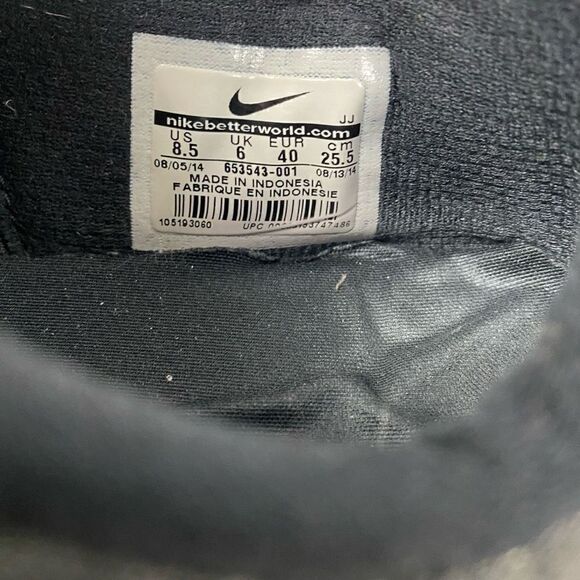 JJ
nikebetterworld.com
US UK EUR cm
8.5 6 40 25.5
08/05/14 653543-001 08/13/14
MADE IN INDONESIA
FABRIQUE EN INDONESIE
105193060 UPC